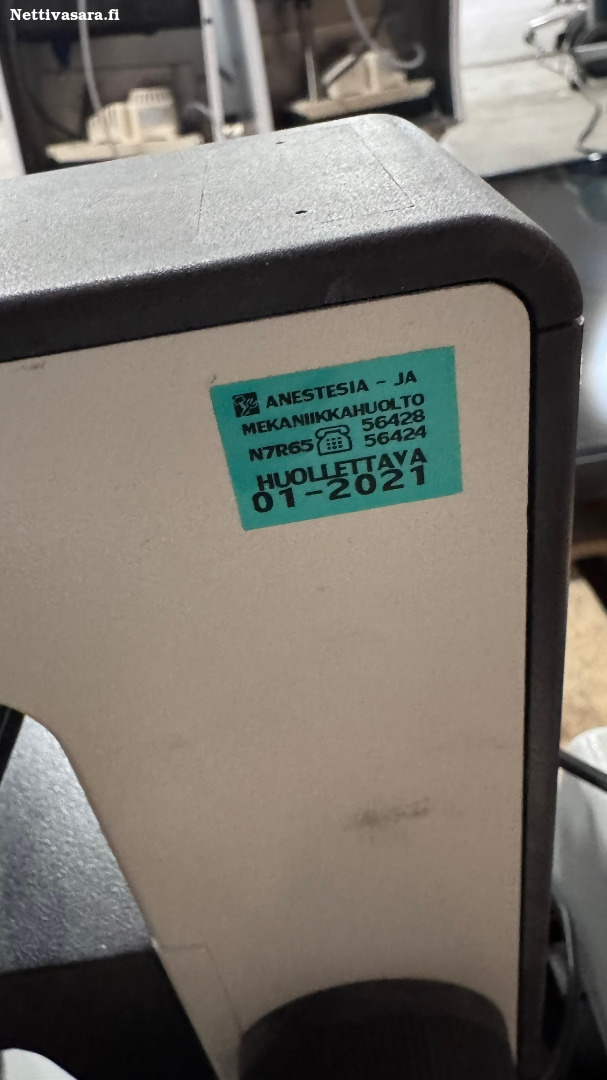 Nettivasara.fi
ANESTESIA - JA
MEKANIIKKAHUOLTO
56428
N7R65 56424
HUOLLETTAVA
01-2021